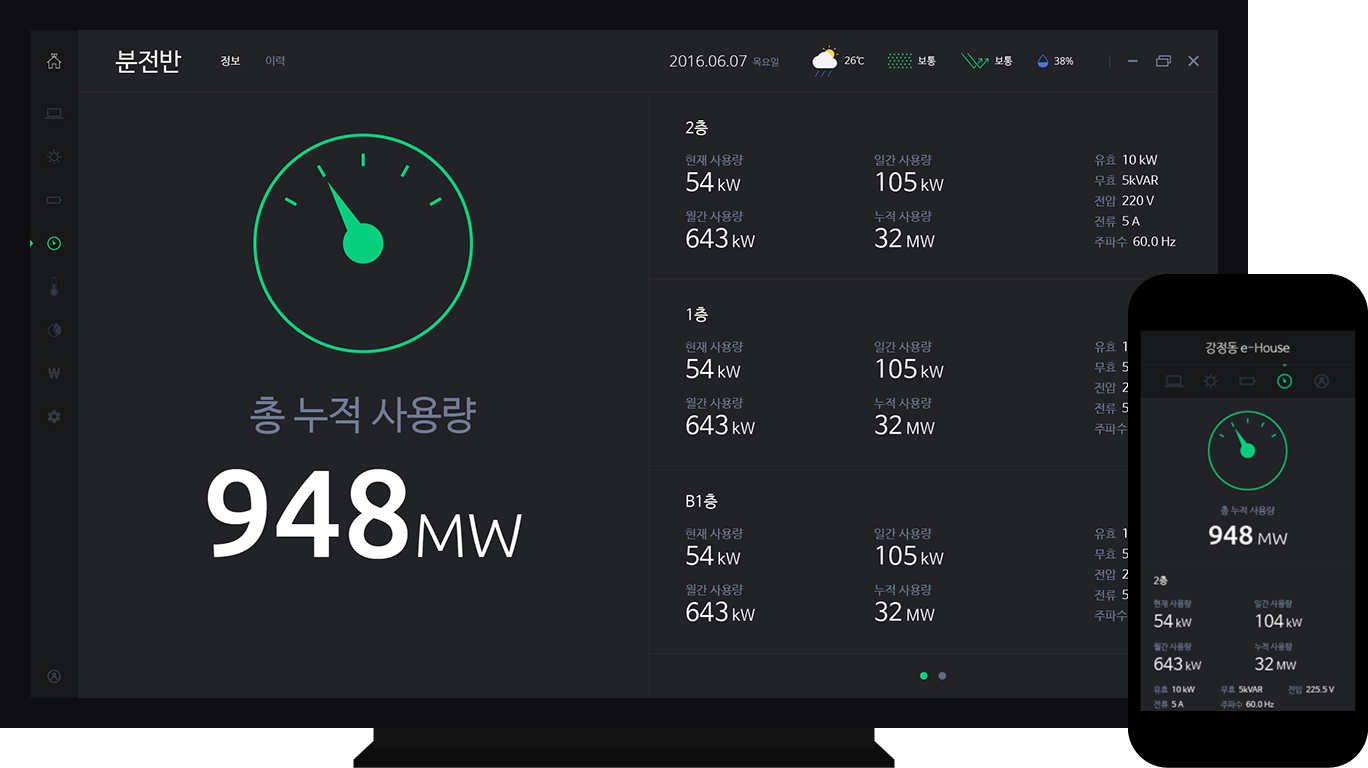 분전반 정보 이력 2016.06.07 목요일 26℃ 보통 보통 38%
총 누적 사용량
948 MW
2층
현재 사용량 일간 사용량 유효 10 kW
54 kW 105 kW 무효 5kVAR
전압 220 V
월간 사용량 누적 사용량 전류 5 A
643 kW 32 MW 주파수 60.0 Hz
1층
현재 사용량 일간 사용량 유효 1
54 kW 105 kW 무효 5
전압 2
월간 사용량 누적 사용량 전류 5
643 kW 32 MW 주파수
B1층
현재 사용량 일간 사용량 유효 1
54 kW 105 kW 무효 5
전압 2
월간 사용량 누적 사용량 전류 5
643 kW 32 MW 주파수
W
강정동 e-House
총 누적 사용량
948 MW
2층
현재 사용량 일간 사용량
54 kW 104 kW
월간 사용량 누적 사용량
643 kW 32 MW
유효 10 kW 무효 5kVAR 전압 225.5 V
전류 5 A 주파수 60.0 Hz